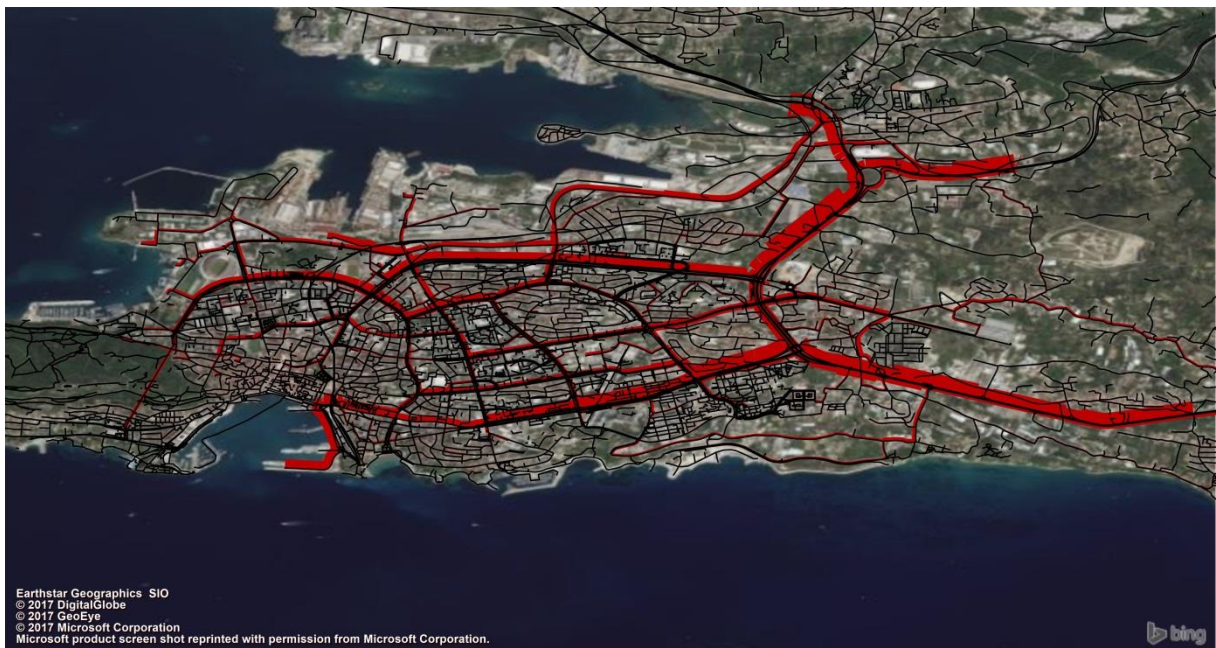 Earthstar Geographics SIO
© 2017 DigitalGlobe
© 2017 GeoEye
© 2017 Microsoft Corporation
Microsoft product screen shot reprinted with permission from Microsoft Corporation.
bing